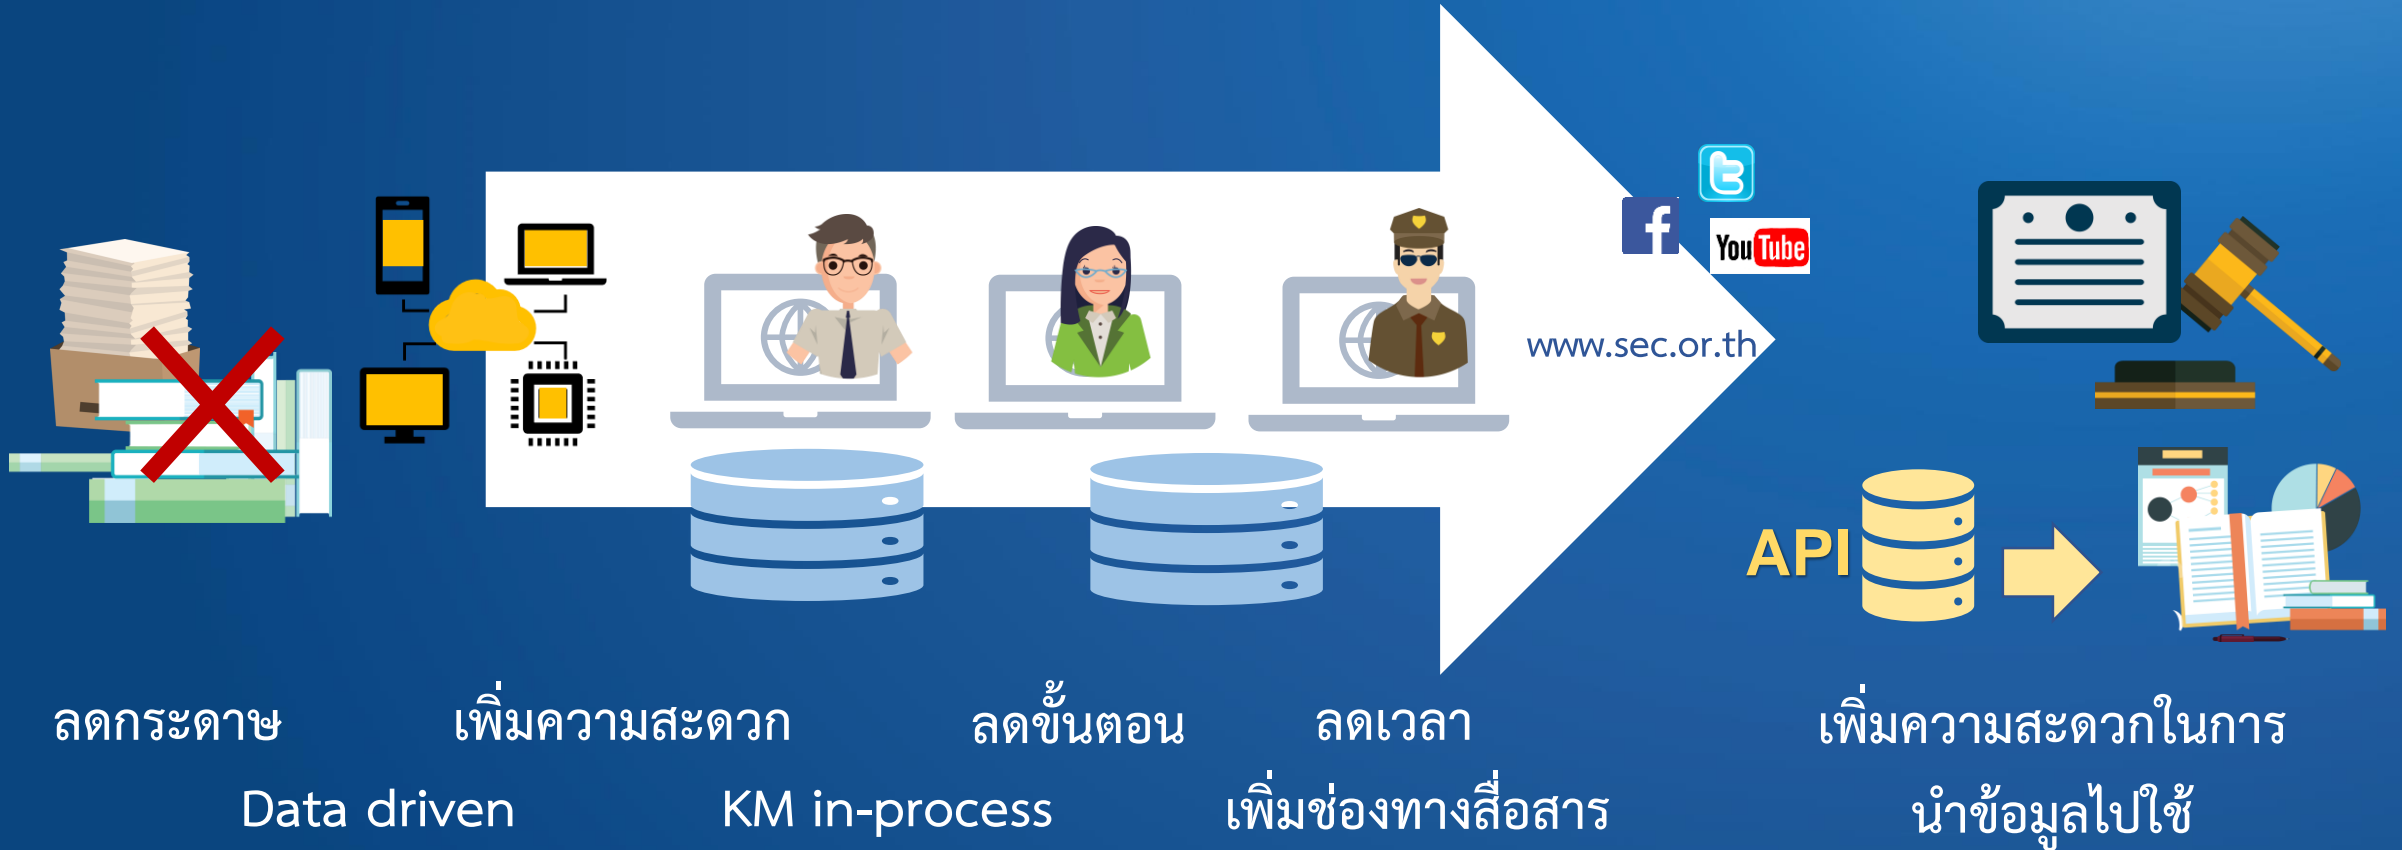 You Tube
www.sec.or.th
API
ลดกระดาษ
เพิ่มความสะดวก
ลดขั้นตอน
ลดเวลา
เพิ่มความสะดวกในการ
นำข้อมูลไปใช้
Data driven
KM in-process
เพิ่มช่องทางสื่อสาร